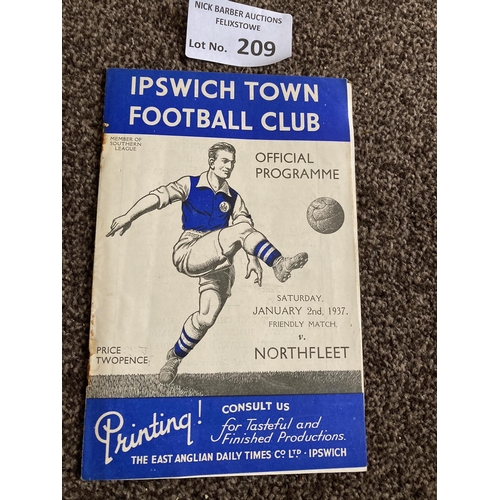 NICK BARBER AUCTIONS
FELIXSTOWE
Lot No. 209
IPSWICH TOWN
FOOTBALL CLUB
MEMBER OF
SOUTHERN
LEAGUE
OFFICIAL
PROGRAMME
SATURDAY,
JANUARY 2nd, 1937.
FRIENDLY MATCH,
v.
NORTHFLEET
PRICE
TWOPENCE
Printing!
CONSULT US
for Tasteful and
Finished Productions.
THE EAST ANGLIAN DAILY TIMES CO LTD · IPSWICH